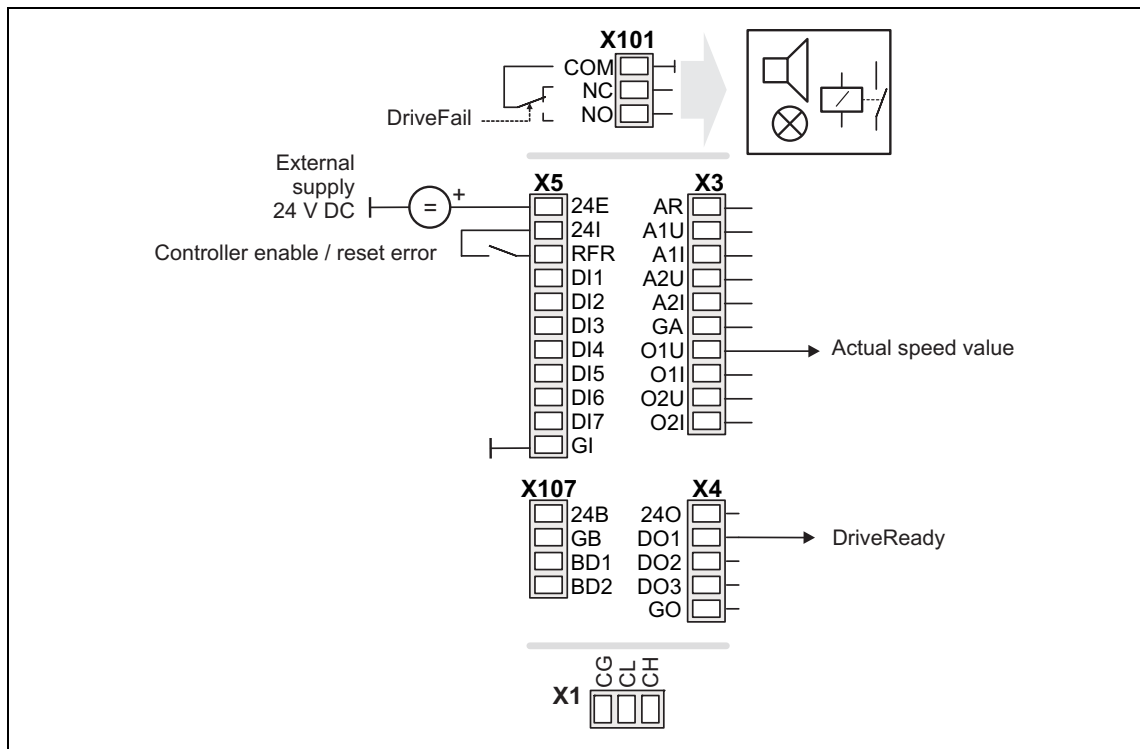 X101
COM
NC
NO
DriveFail
External
supply
24 V DC
=
+
X5
24E
24I
RFR
DI1
DI2
DI3
DI4
DI5
DI6
DI7
GI
Controller enable / reset error
X3
AR
A1U
A1I
A2U
A2I
GA
O1U
O1I
O2U
O2I
Actual speed value
X107
24B
GB
BD1
BD2
X4
24O
DO1
DO2
DO3
GO
DriveReady
X1
CG
CL
CH